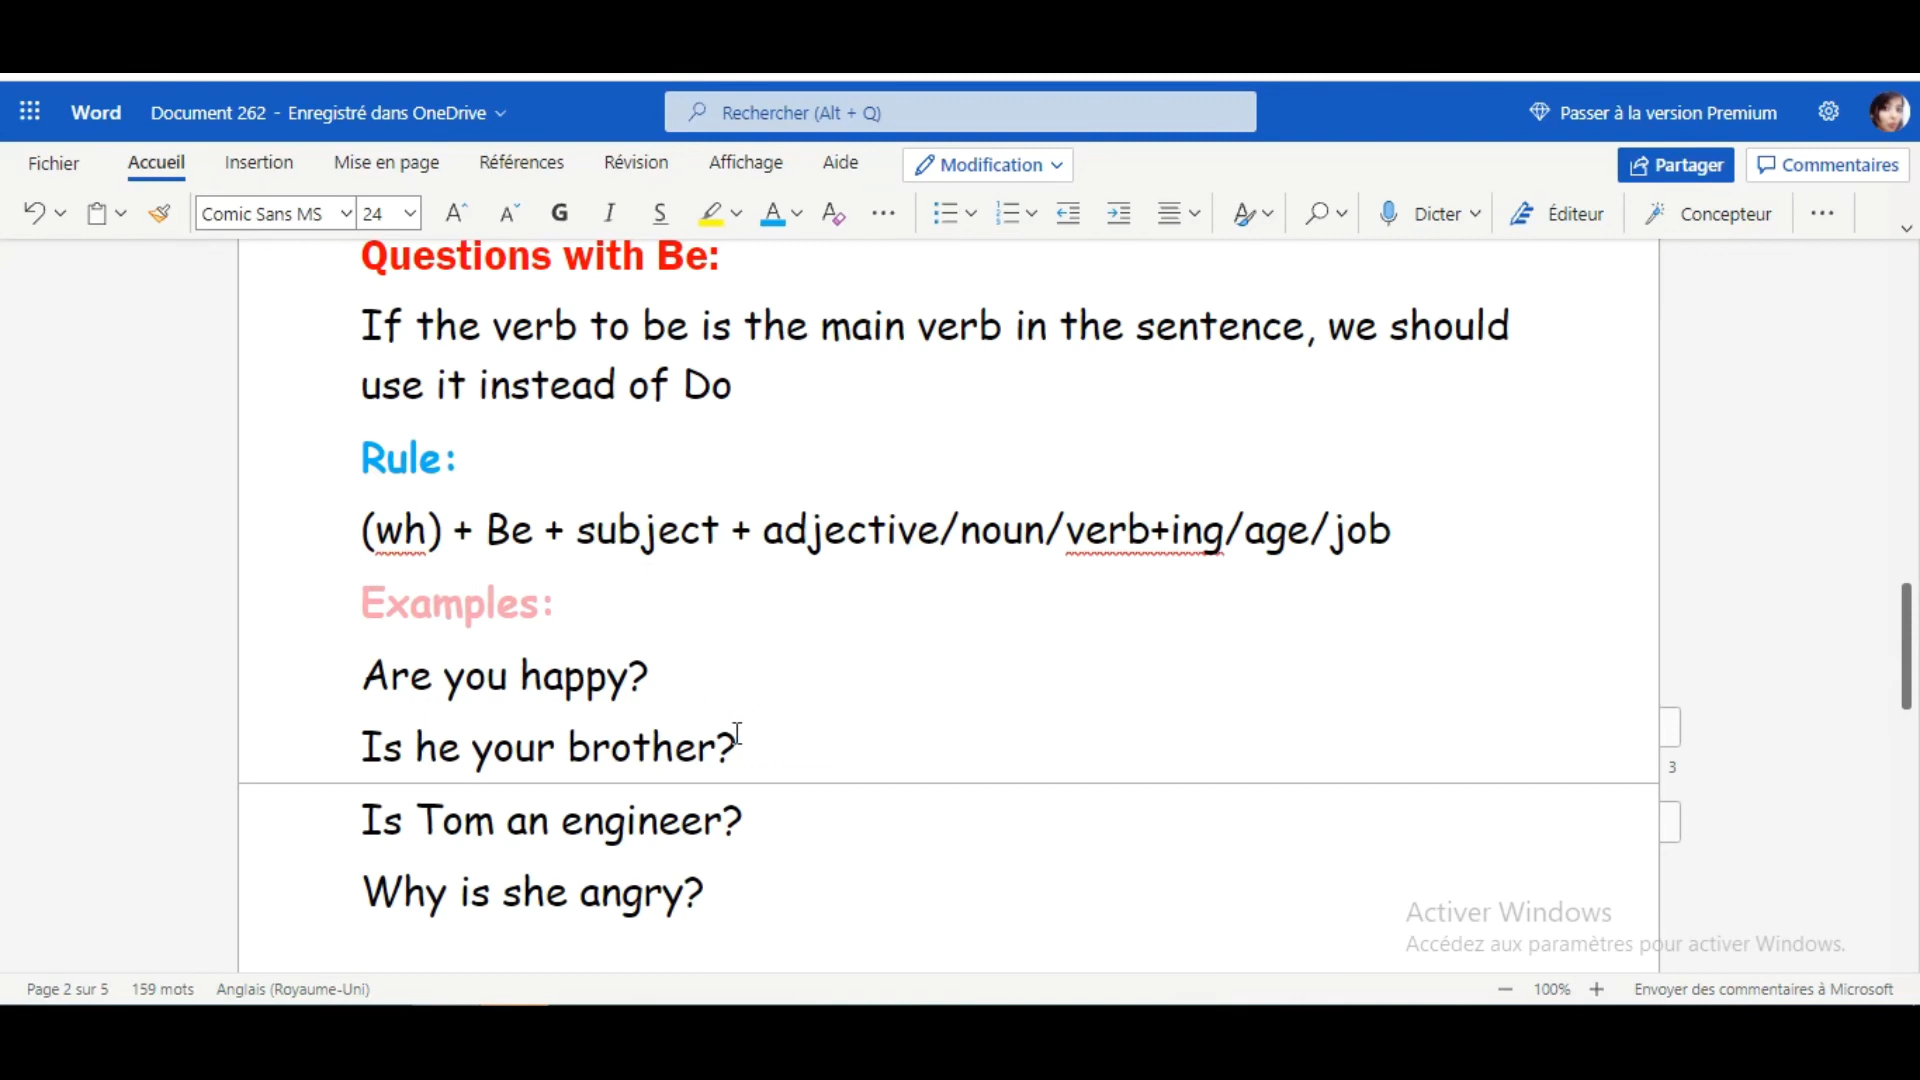 Word Document 262 - Enregistré dans OneDrive Rechercher (Alt + Q) Passer à la version Premium
Fichier Accueil Insertion Mise en page Références Révision Affichage Aide Modification Partager Commentaires
Comic Sans MS 24 G I S Dicter Éditeur Concepteur
Questions with Be:
If the verb to be is the main verb in the sentence, we should
use it instead of Do
Rule:
(wh) + Be + subject + adjective/noun/verb+ing/age/job
Examples:
Are you happy?
Is he your brother?
3
Is Tom an engineer?
Why is she angry?
Activer Windows
Accédez aux paramètres pour activer Windows.
Page 2 sur 5 159 mots Anglais (Royaume-Uni) 100% Envoyer des commentaires à Microsoft